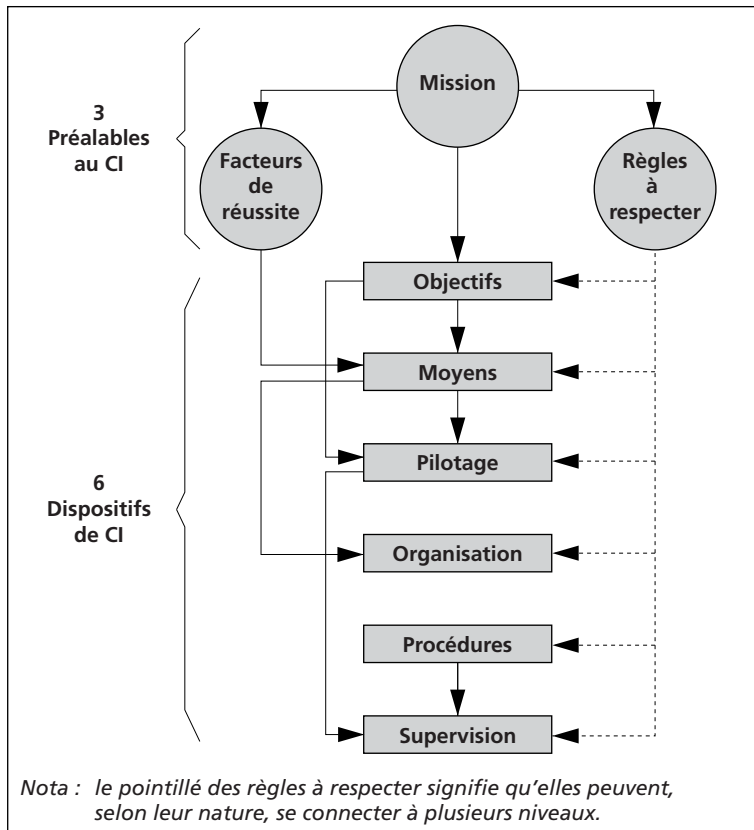 Mission
3
Préalables
au CI
Facteurs
de
réussite
Règles
à
respecter
Objectifs
Moyens
Pilotage
6
Dispositifs
de CI
Organisation
Procédures
Supervision
Nota : le pointillé des règles à respecter signifie qu'elles peuvent,
selon leur nature, se connecter à plusieurs niveaux.